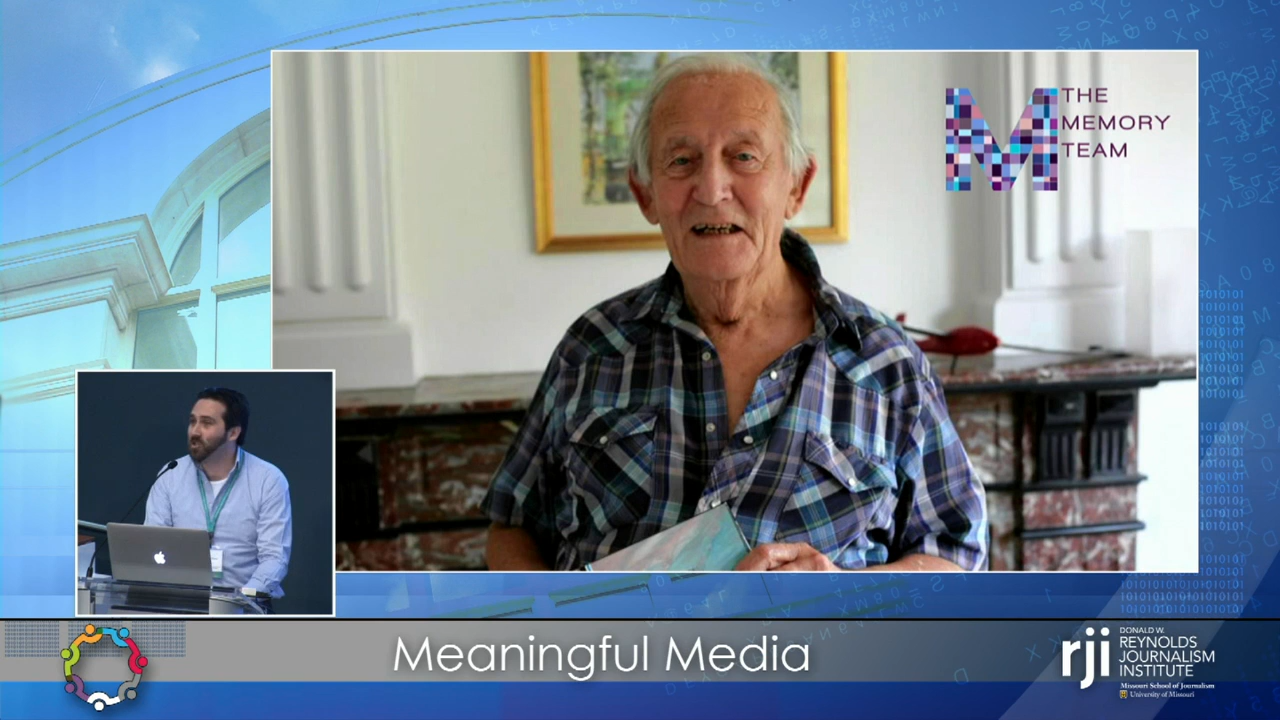 THE
MEMORY
TEAM
Meaningful Media
rji
DONALD W.
REYNOLDS
JOURNALISM
INSTITUTE
Missouri School of Journalism
University of Missouri